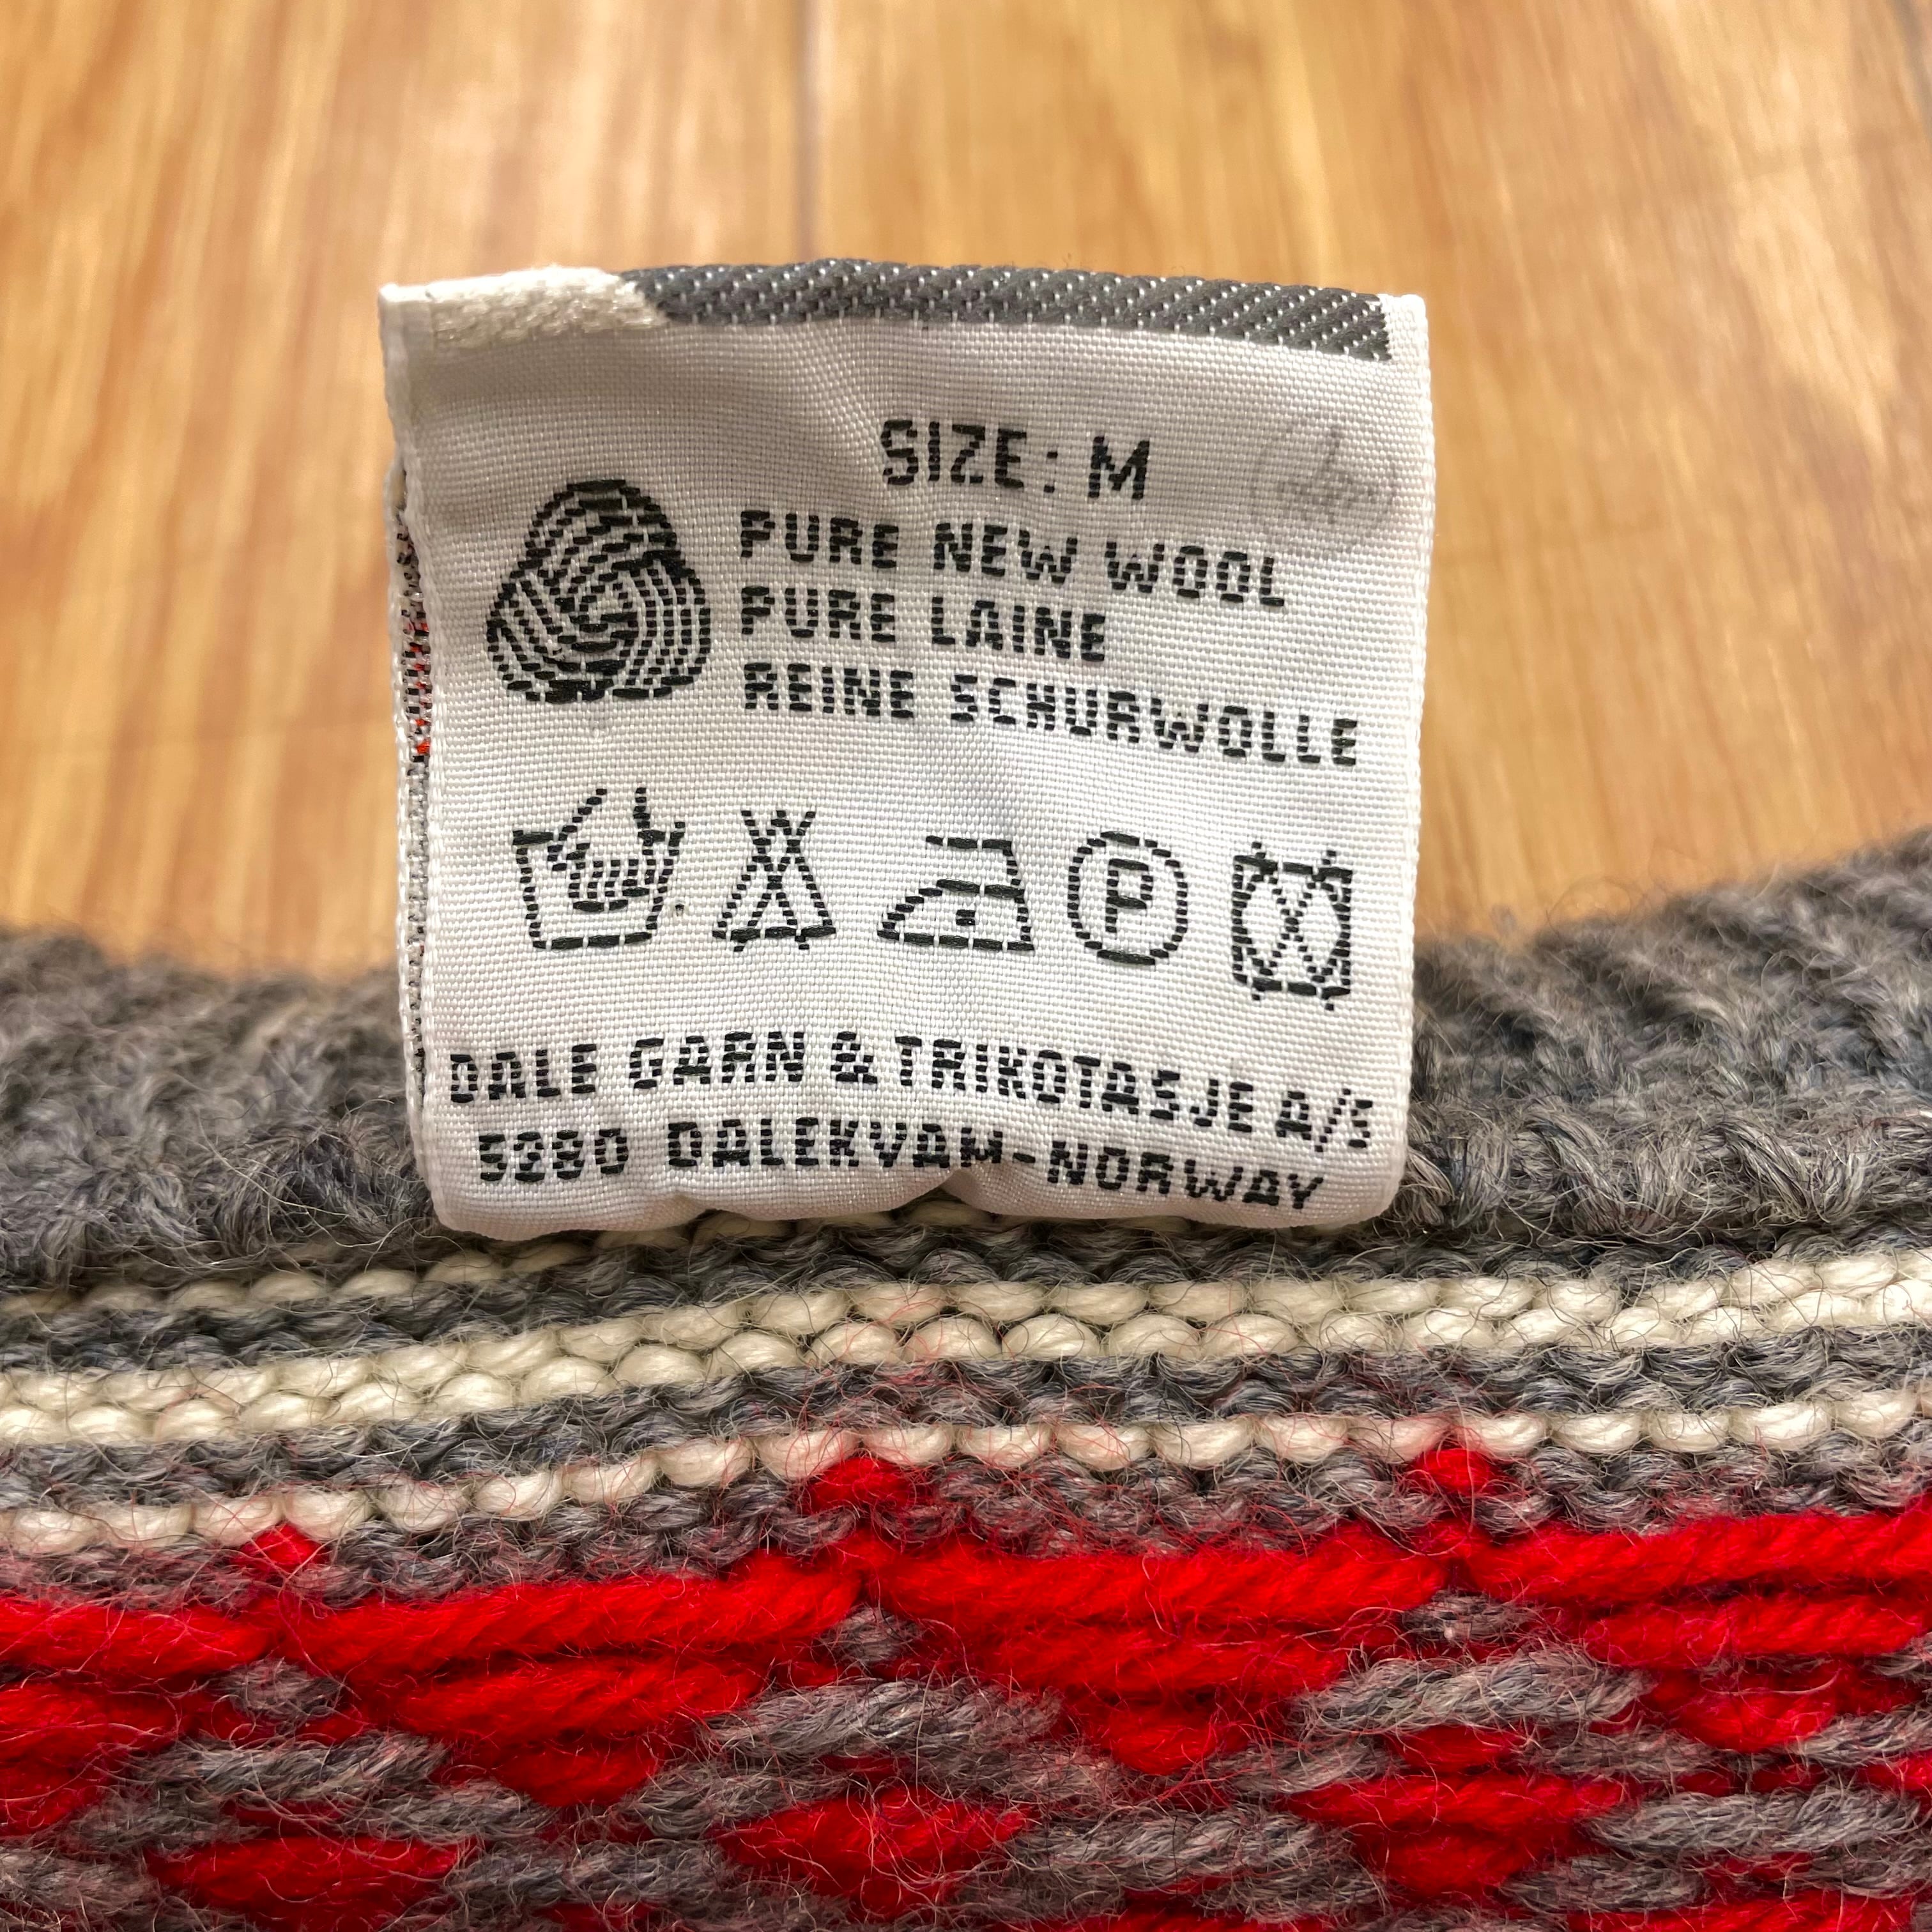 SIZE: M
PURE NEW WOOL
PURE LAINE
REINE SCHURWOLLE
P
DALE GARN & TRIKOTASJE A/S
5280 DALEKVAM-NORWAY